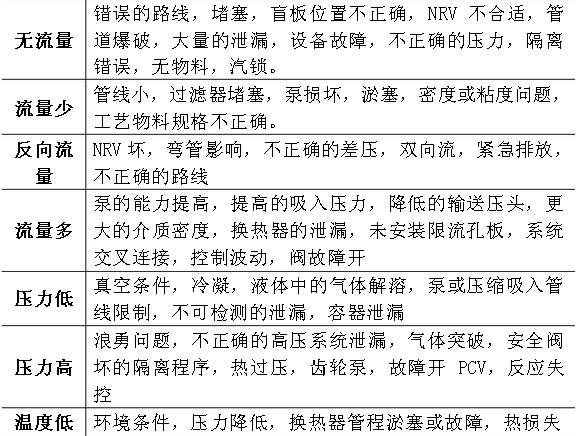 错误的路线，堵塞，盲板位置不正确，NRV 不合适，管
无流量 道爆破，大量的泄漏，设备故障，不正确的压力，隔离
错误，无物料，汽锁。
流量少 管线小，过滤器堵塞，泵损坏，淤塞，密度或粘度问题，
工艺物料规格不正确。
反向流 NRV 坏，弯管影响，不正确的差压，双向流，紧急排放，
量 不正确的路线
泵的能力提高，提高的吸入压力，降低的输送压头，更
流量多 大的介质密度，换热器的泄漏，未安装限流孔板，系统
交叉连接，控制波动，阀故障开
压力低 真空条件，冷凝，液体中的气体解溶，泵或压缩吸入管
线限制，不可检测的泄漏，容器泄漏
浪勇问题，不正确的高压系统泄漏，气体突破，安全阀
压力高 坏的隔离程序，热过压，齿轮泵，故障开 PCV，反应失
控
温度低 环境条件，压力降低，换热器管程淤塞或故障，热损失